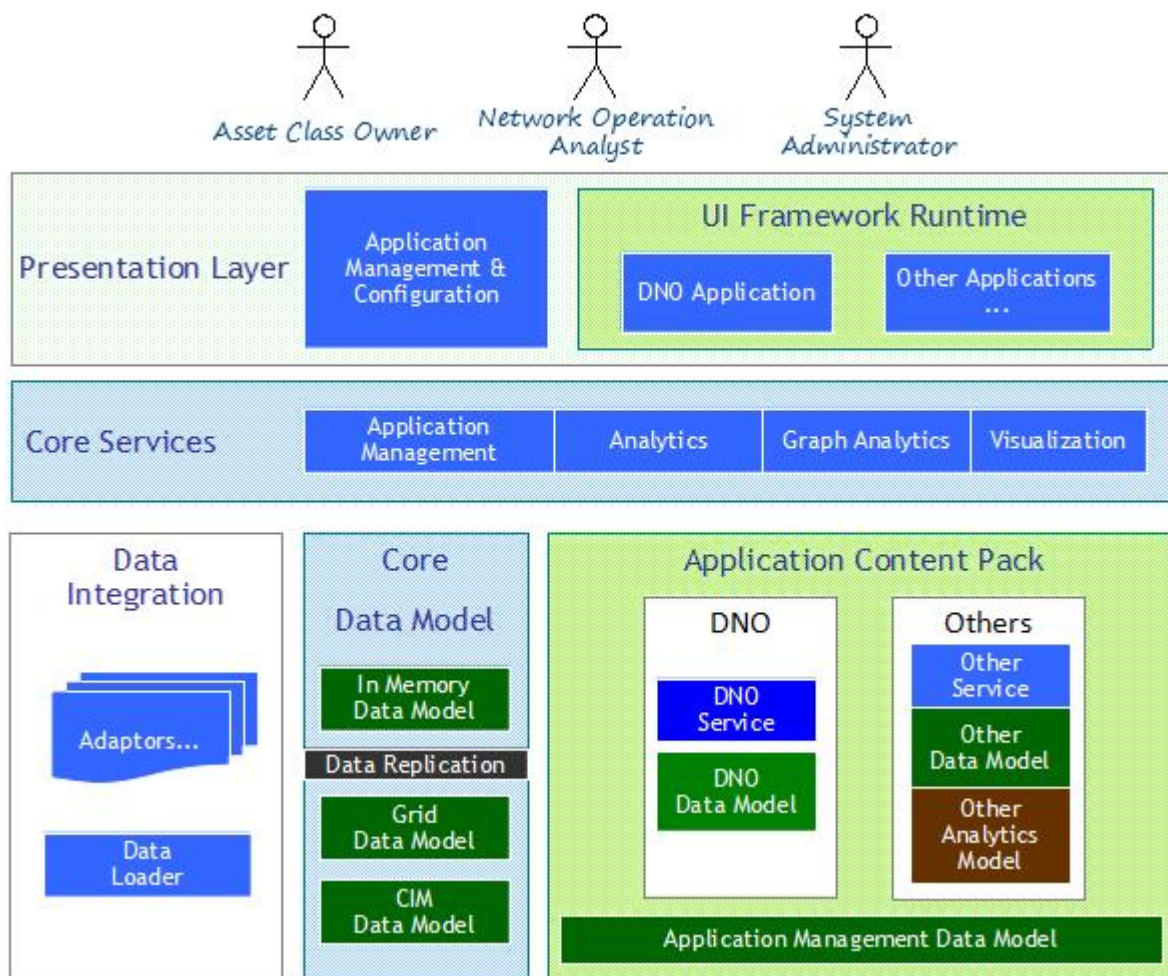 Asset Class Owner
Network Operation
Analyst
System
Administrator
Presentation Layer
Application
Management &
Configuration
UI Framework Runtime
DNO Application
Other Applications
...
Core Services
Application
Management
Analytics
Graph Analytics
Visualization
Data
Integration
Adaptors...
Data
Loader
Core
Data Model
In Memory
Data Model
Data Replication
Grid
Data Model
CIM
Data Model
Application Content Pack
DNO
DNO
Service
DNO
Data Model
Others
Other
Service
Other
Data Model
Other
Analytics
Model
Application Management Data Model